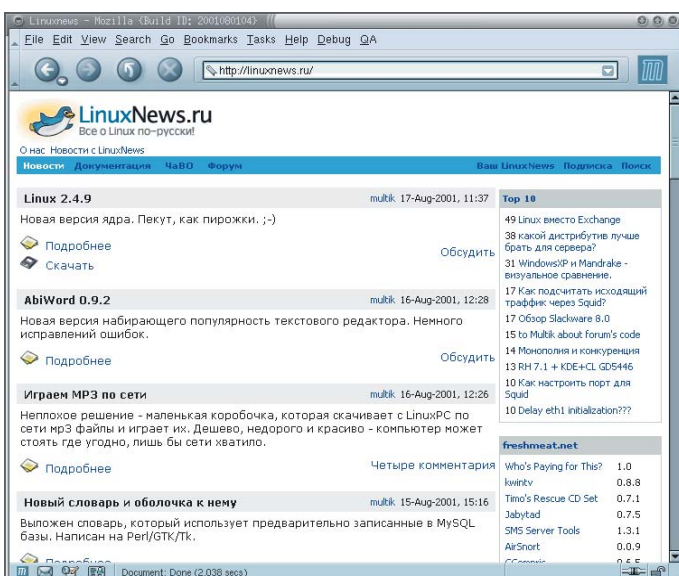 Linuxnews - Mozilla {Build ID: 2001080104}
File Edit View Search Go Bookmarks Tasks Help Debug QA
http://linuxnews.ru/
LinuxNews.ru
Все о Linux по-русски!
О нас Новости с LinuxNews
Новости Документация ЧаВО Форум Ваш LinuxNews Подписка Поиск
Linux 2.4.9 multik 17-Aug-2001, 11:37
Новая версия ядра. Пекут, как пирожки. ;-)
Подробнее
Обсудить
Скачать
AbiWord 0.9.2 multik 16-Aug-2001, 12:28
Новая версия набирающего популярность текстового редактора. Немного
исправлений ошибок.
Подробнее Обсудить
Играем MP3 по сети multik 16-Aug-2001, 12:26
Неплохое решение - маленькая коробочка, которая скачивает с LinuxPC по
сети мр3 файлы и играет их. Дешево, недорого и красиво - компьютер может
стоять где угодно, лишь бы сети хватило.
Подробнее Четыре комментария
Новый словарь и оболочка к нему multik 15-Aug-2001, 15:16
Выложен словарь, который использует предварительно записанные в MySQL
базы. Написан на Perl/GTK/Tk.
Подробнее
Top 10
49 Linux вместо Exchange
38 какой дистрибутив лучше
брать для сервера?
31 WindowsXP и Mandrake -
визуальное сравнение.
17 Как подсчитать исходящий
траффик через Squid?
17 Обзор Slackware 8.0
15 to Multik about forum's code
14 Монополия и конкуренция
13 RH 7.1 + KDE+CL GD5446
10 Как настроить порт для
Squid
10 Delay eth1 initialization???
freshmeat.net
Who's Paying for This? 1.0
kwintv 0.8.8
Timo's Rescue CD Set 0.7.1
Jabytad 0.7.5
SMS Server Tools 1.3.1
AirSnort 0.0.9
Document: Done (2.038 secs)